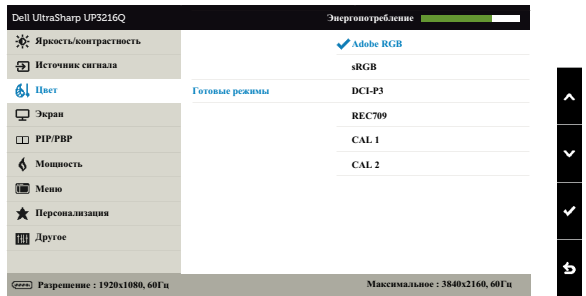 Dell UltraSharp UP3216Q Энергопотребление
Яркость/контрастность Adobe RGB
Источник сигнала sRGB
Цвет Готовые режимы DCI-P3
Экран REC709
PIP/PBP CAL 1
Мощность CAL 2
Меню
Персонализация
Другое
Разрешение : 1920x1080, 60Гц Максимальное : 3840x2160, 60Гц